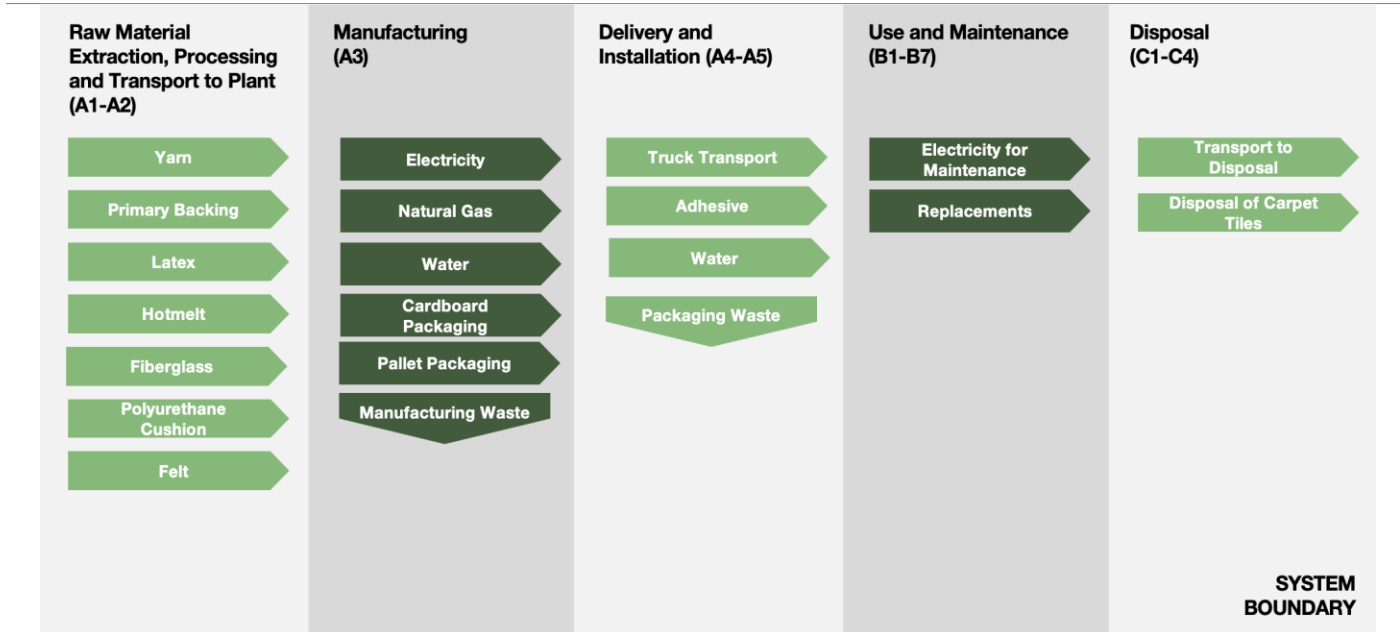 Raw Material
Extraction, Processing
and Transport to Plant
(A1-A2)
Yarn
Primary Backing
Latex
Hotmelt
Fiberglass
Polyurethane
Cushion
Felt
Manufacturing
(A3)
Electricity
Natural Gas
Water
Cardboard
Packaging
Pallet Packaging
Manufacturing Waste
Delivery and
Installation (A4-A5)
Truck Transport
Adhesive
Water
Packaging Waste
Use and Maintenance
(B1-B7)
Electricity for
Maintenance
Replacements
Disposal
(C1-C4)
Transport to
Disposal
Disposal of Carpet
Tiles
SYSTEM
BOUNDARY